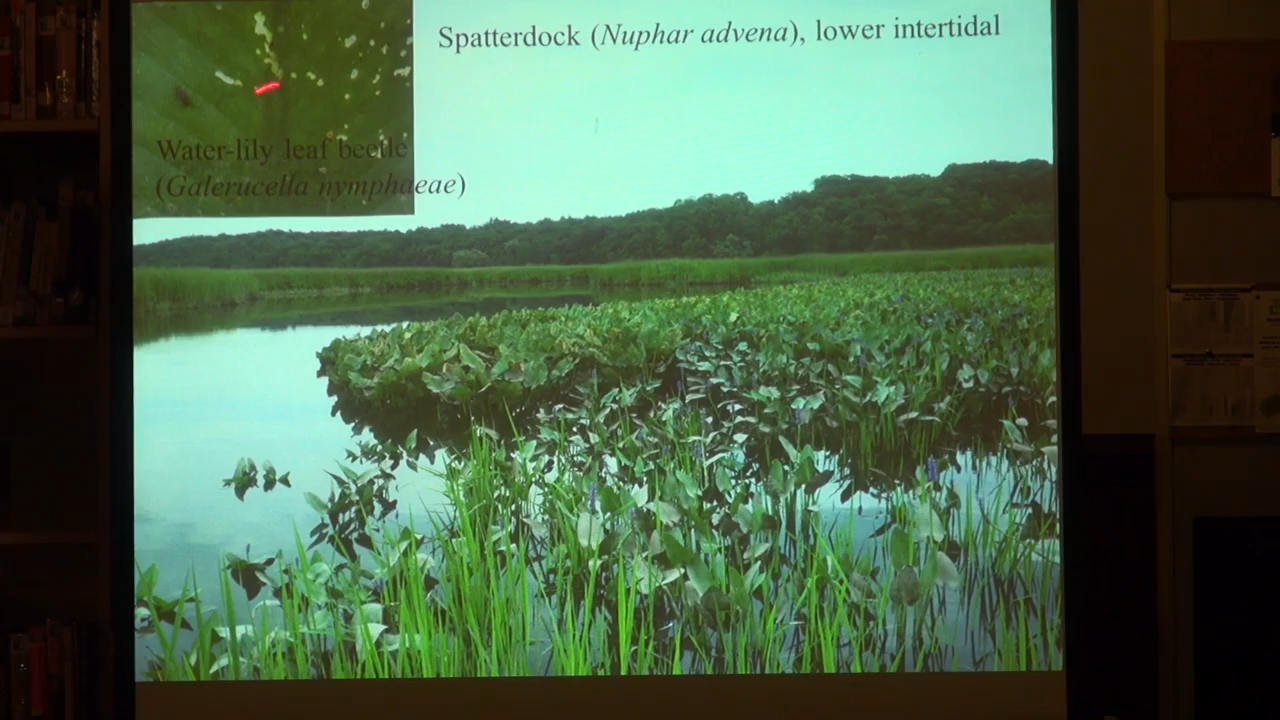 Spatterdock (Nuphar advena), lower intertidal
Water-lily leaf beetle
(Galerucella nymphaeae)